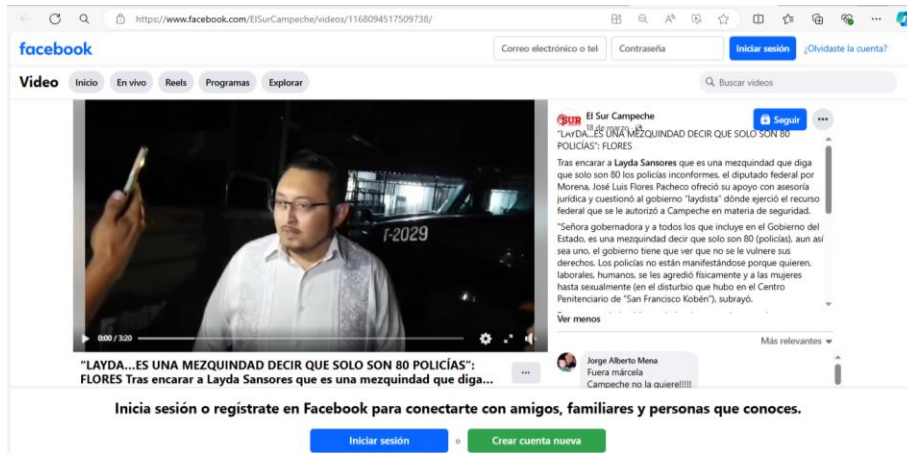 https://www.facebook.com/ElSurCampeche/videos/1168094517509738/
facebook
Correo electrónico o tel
Contraseña
Iniciar sesión
¿Olvidaste la cuenta?
Video
Inicio
En vivo
Reels
Programas
Explorar
Buscar videos
T-2029
0:00 / 3:20
SUR
El Sur Campeche
18 de marzo
Seguir
"LAYDA...ES UNA MEZQUINDAD DECIR QUE SOLO SON 80
POLICÍAS": FLORES
Tras encarar a Layda Sansores que es una mezquindad que diga
que solo son 80 los policías inconformes, el diputado federal por
Morena, José Luis Flores Pacheco ofreció su apoyo con asesoría
jurídica y cuestionó al gobierno "laydista" dónde ejerció el recurso
federal que se le autorizó a Campeche en materia de seguridad.
"Señora gobernadora y a todos los que incluye en el Gobierno del
Estado, es una mezquindad decir que solo son 80 (policías), aun así
sea uno, el gobierno tiene que ver que no se le vulnere sus
derechos. Los policías no están manifestándose porque quieren,
laborales, humanos, se les agredió físicamente y a las mujeres
hasta sexualmente (en el disturbio que hubo en el Centro
Penitenciario de "San Francisco Kobén"), subrayó.
Ver menos
Más relevantes
Jorge Alberto Mena
Fuera márcela
Campeche no la quiere!!!!!
"LAYDA...ES UNA MEZQUINDAD DECIR QUE SOLO SON 80 POLICÍAS":
FLORES Tras encarar a Layda Sansores que es una mezquindad que diga...
Inicia sesión o regístrate en Facebook para conectarte con amigos, familiares y personas que conoces.
Iniciar sesión
o
Crear cuenta nueva